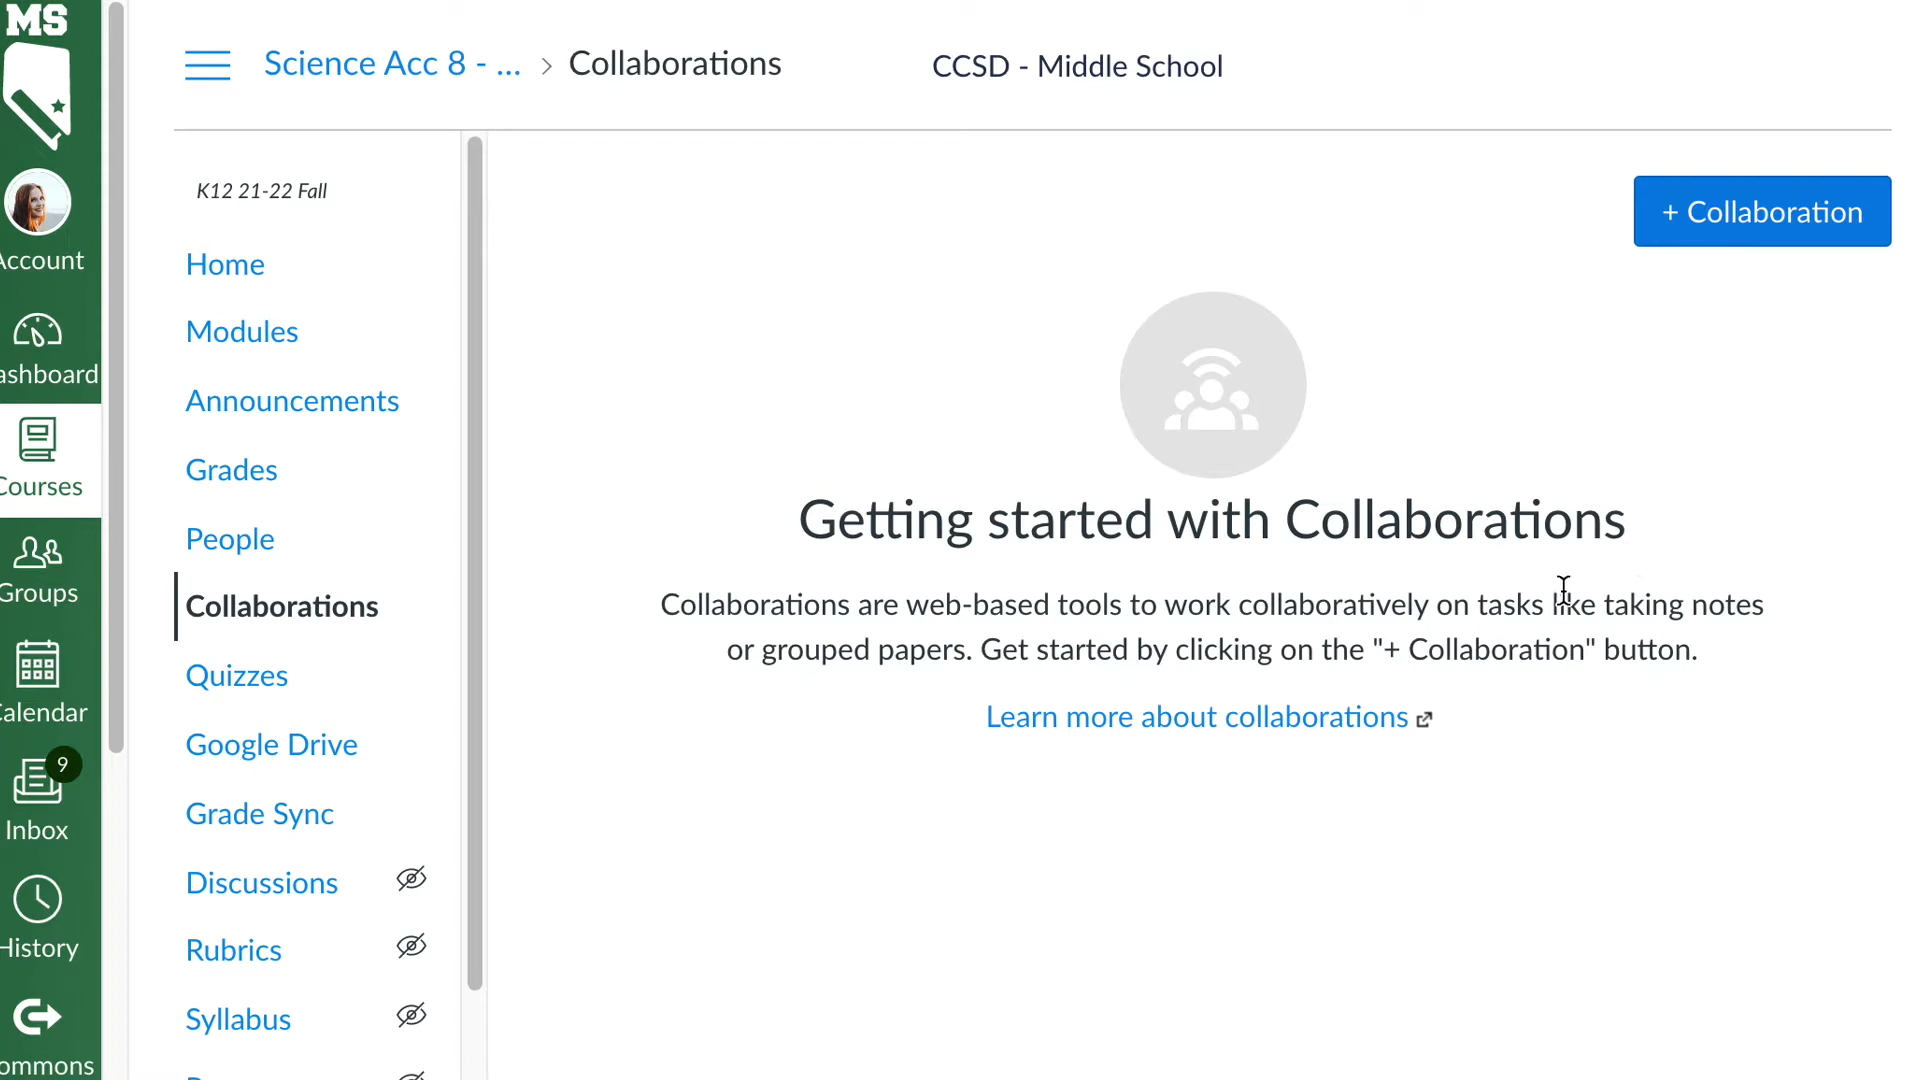 MS
Science Acc 8 - ... > Collaborations
CCSD - Middle School
K12 21-22 Fall
+ Collaboration
Account
Dashboard
Courses
Groups
Calendar
9
Inbox
History
Commons
Home
Modules
Announcements
Grades
People
Collaborations
Quizzes
Google Drive
Grade Sync
Discussions
Rubrics
Syllabus
Getting started with Collaborations
Collaborations are web-based tools to work collaboratively on tasks like taking notes
or grouped papers. Get started by clicking on the "+ Collaboration" button.
Learn more about collaborations